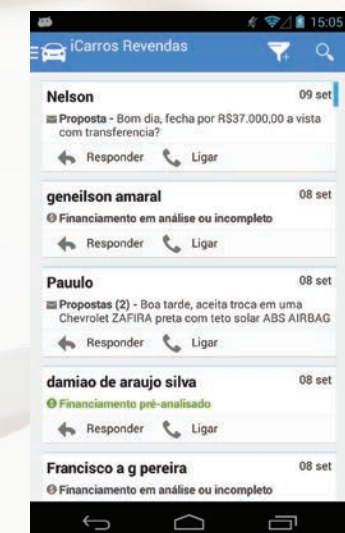 15:05
iCarros Revendas
Nelson 09 set
Proposta - Bom dia, fecha por R$37.000,00 a vista
com transferencia?
Responder Ligar
geneilson amaral 08 set
Financiamento em análise ou incompleto
Responder Ligar
Pauulo 08 set
Propostas (2) - Boa tarde, aceita troca em uma
Chevrolet ZAFIRA preta com teto solar ABS AIRBAG
Responder Ligar
damiao de araujo silva 08 set
Financiamento pré-analisado
Responder Ligar
Francisco a g pereira 08 set
Financiamento em análise ou incompleto